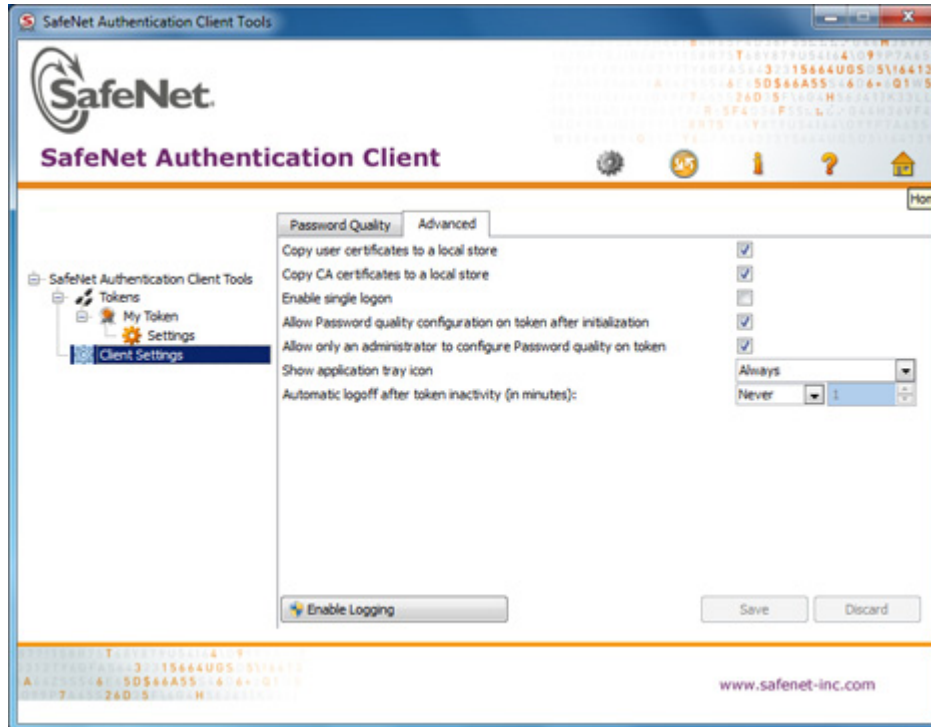 SafeNet Authentication Client Tools
SafeNet.
SafeNet Authentication Client
Hom
Password Quality
Advanced
Copy user certificates to a local store
Copy CA certificates to a local store
SafeNet Authentication Client Tools
Enable single logon
Tokens
Allow Password quality configuration on token after initialization
My Token
Settings
Allow only an administrator to configure Password quality on token
Client Settings
Show application tray icon
Always
Automatic logoff after token inactivity (in minutes):
Never
1
Enable Logging
Save
Discard
www.safenet-inc.com